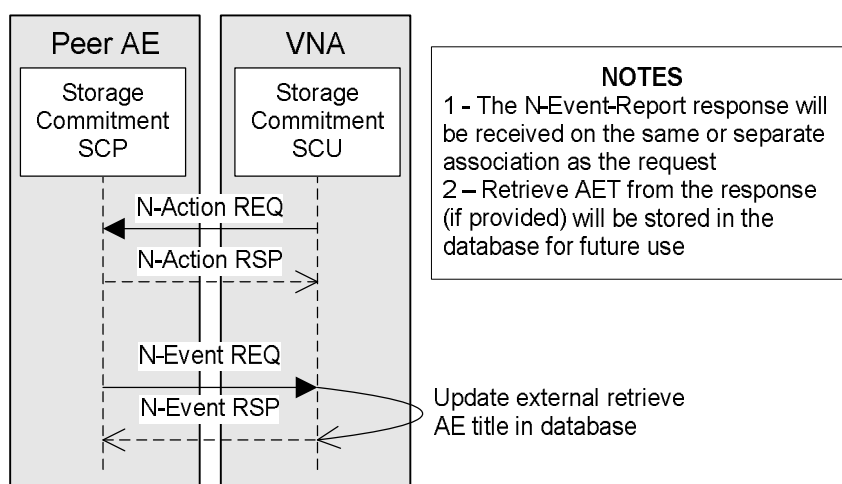 Peer AE
VNA
Storage
Commitment
SCP
Storage
Commitment
SCU
N-Action REQ
N-Action RSP
N-Event REQ
N-Event RSP
Update external retrieve
AE title in database
NOTES
1 - The N-Event-Report response will
be received on the same or separate
association as the request
2 – Retrieve AET from the response
(if provided) will be stored in the
database for future use